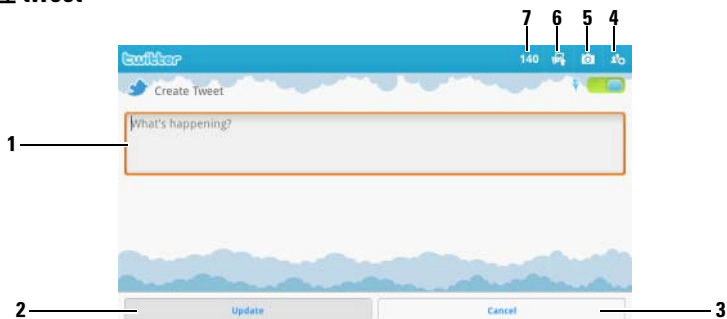 tweet
7 6 5 4
twitter 140
Create Tweet
What's happening?
1
2 Update Cancel 3